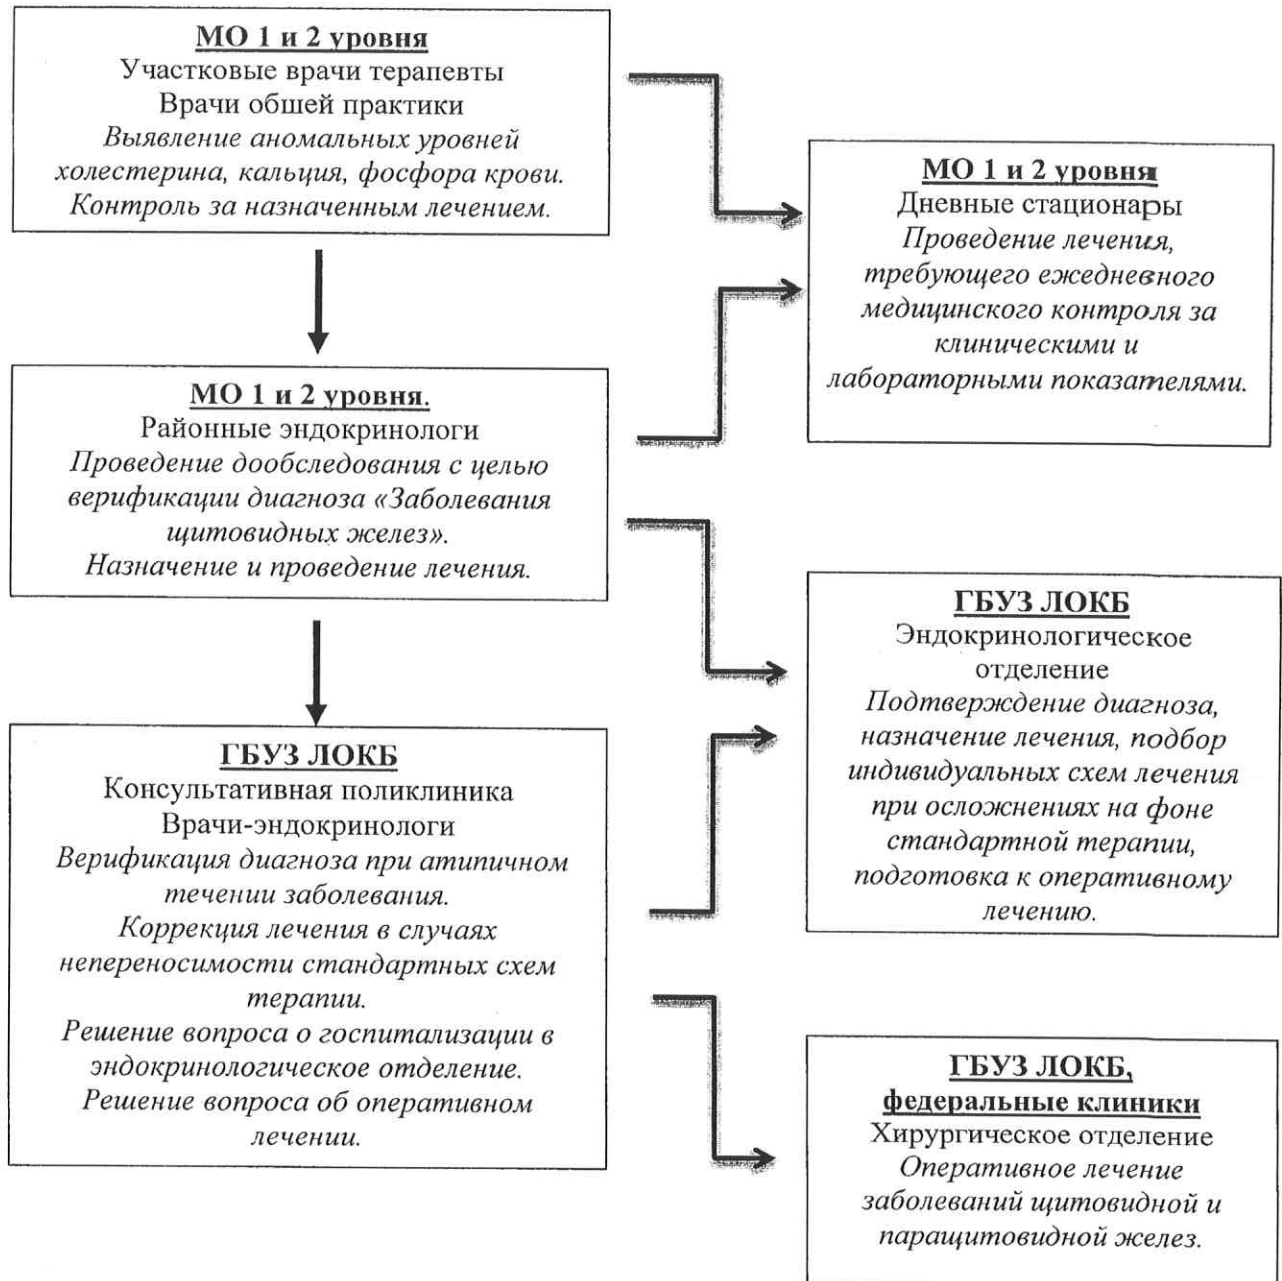 МО 1 и 2 уровня
Участковые врачи терапевты
Врачи обшей практики
Выявление аномальных уровней
холестерина, кальция, фосфора крови.
Контроль за назначенным лечением.
МО 1 и 2 уровня
Дневные стационары
Проведение лечения,
требующего ежедневного
медицинского контроля за
клиническими и
лабораторными показателями.
МО 1 и 2 уровня.
Районные эндокринологи
Проведение дообследования с целью
верификации диагноза «Заболевания
щитовидных желез».
Назначение и проведение лечения.
ГБУЗ ЛОКБ
Эндокринологическое
отделение
Подтверждение диагноза,
назначение лечения, подбор
индивидуальных схем лечения
при осложнениях на фоне
стандартной терапии,
подготовка к оперативному
лечению.
ГБУЗ ЛОКБ
Консультативная поликлиника
Врачи-эндокринологи
Верификация диагноза при атипичном
течении заболевания.
Коррекция лечения в случаях
непереносимости стандартных схем
терапии.
Решение вопроса о госпитализации в
эндокринологическое отделение.
Решение вопроса об оперативном
лечении.
ГБУЗ ЛОКБ,
федеральные клиники
Хирургическое отделение
Оперативное лечение
заболеваний щитовидной и
паращитовидной желез.